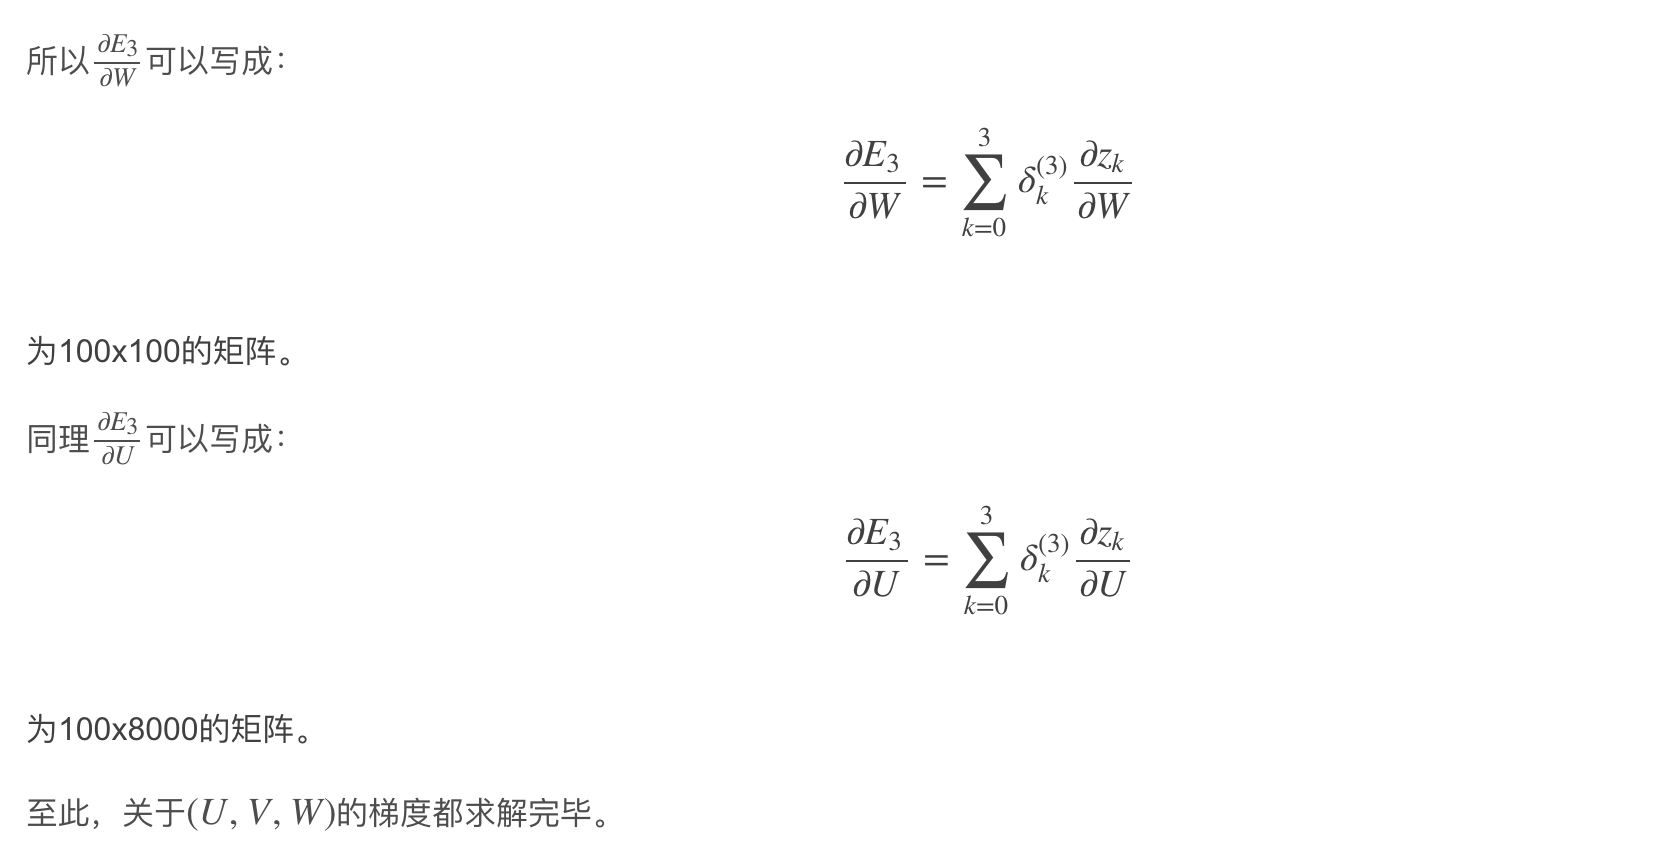 所以$\frac{\partial E_3}{\partial W}$可以写成：
$$\frac{\partial E_3}{\partial W} = \sum_{k=0}^{3} \delta_k^{(3)} \frac{\partial z_k}{\partial W}$$
为100x100的矩阵。
同理$\frac{\partial E_3}{\partial U}$可以写成：
$$\frac{\partial E_3}{\partial U} = \sum_{k=0}^{3} \delta_k^{(3)} \frac{\partial z_k}{\partial U}$$
为100x8000的矩阵。
至此，关于$(U, V, W)$的梯度都求解完毕。